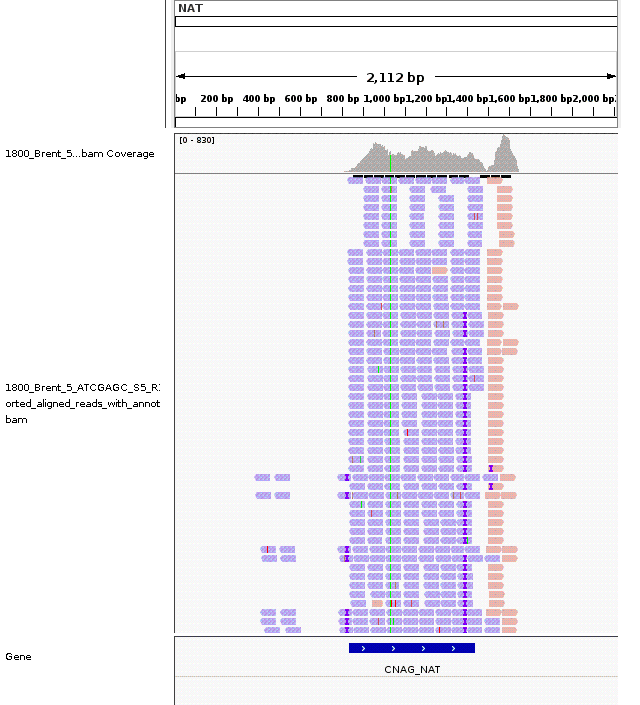 NAT
2,112 bp
bp 200 bp 400 bp 600 bp 800 bp 1,000 bp 1,200 bp 1,400 bp 1,600 bp 1,800 bp 2,000 bp
[0 - 830]
1800_Brent_5...bam Coverage
1800_Brent_5_ATCGAGC_S5_R
orted_aligned_reads_with_annot
bam
Gene
CNAG_NAT